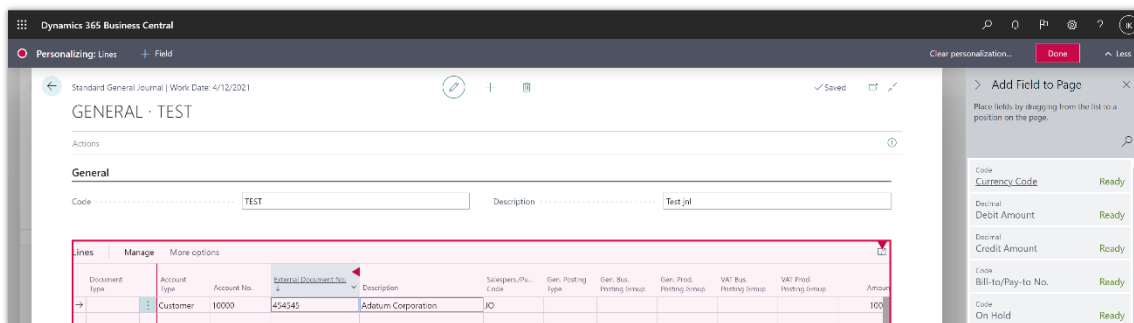 Dynamics 365 Business Central
IK
Personalizing: Lines
+ Field
Clear personalization...
Done
Less
Standard General Journal | Work Date: 4/12/2021
Saved
GENERAL · TEST
Actions
General
Code
TEST
Description
Test jnl
Lines
Manage
More options
Document Type
Account Type
Account No.
External Document No.
Description
Salespers./Pu... Code
Gen. Posting Type
Gen. Bus. Posting Group
Gen. Prod. Posting Group
VAT Bus. Posting Group
VAT Prod. Posting Group
Amoun
Customer
10000
454545
Adatum Corporation
JO
100
Add Field to Page
Place fields by dragging from the list to a
position on the page.
Code
Currency Code
Ready
Decimal
Debit Amount
Ready
Decimal
Credit Amount
Ready
Code
Bill-to/Pay-to No.
Ready
Code
On Hold
Ready